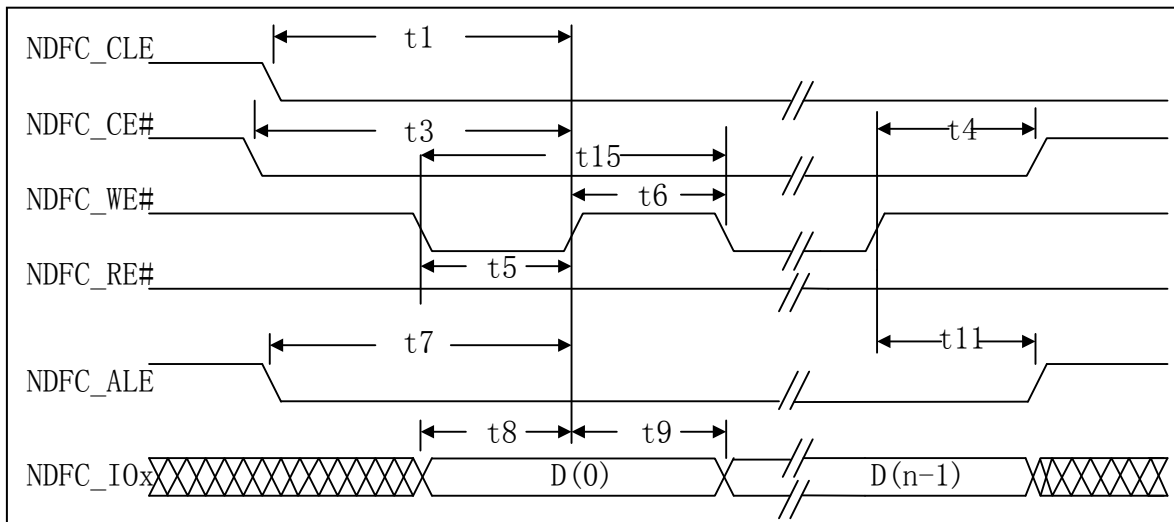 NDFC_CLE
t1
NDFC_CE#
t3
t4
t15
NDFC_WE#
t6
NDFC_RE#
t5
t7
t11
NDFC_ALE
t8
t9
NDFC_IOx
D(0)
D(n-1)